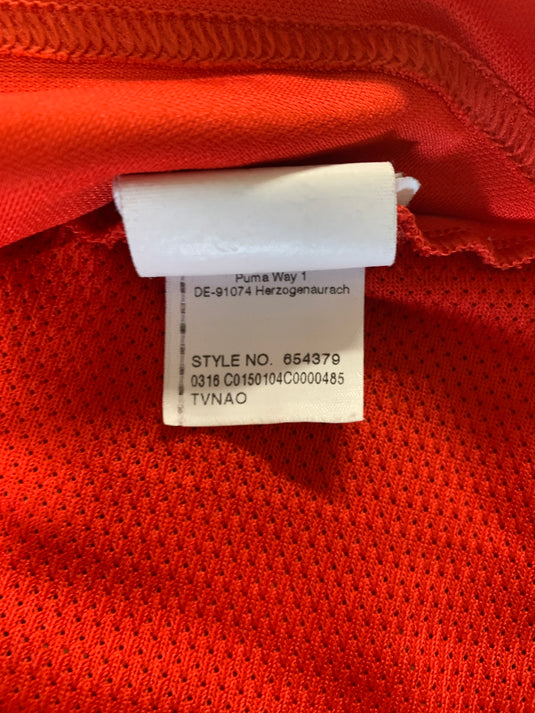 Puma Way 1
DE-91074 Herzogenaurach
STYLE NO. 654379
0316 C0150104C0000485
TVNAO